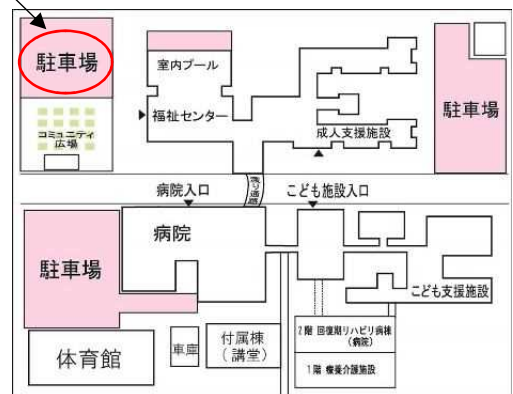 駐車場
室内プール
福祉センター
成人支援施設
駐車場
コミュニティ
広場
病院入口
渡り通路
こども施設入口
病院
駐車場
こども支援施設
体育館
車庫
付属棟
(講堂)
2階 回復期リハビリ病棟
(病院)
1階 療養介護施設